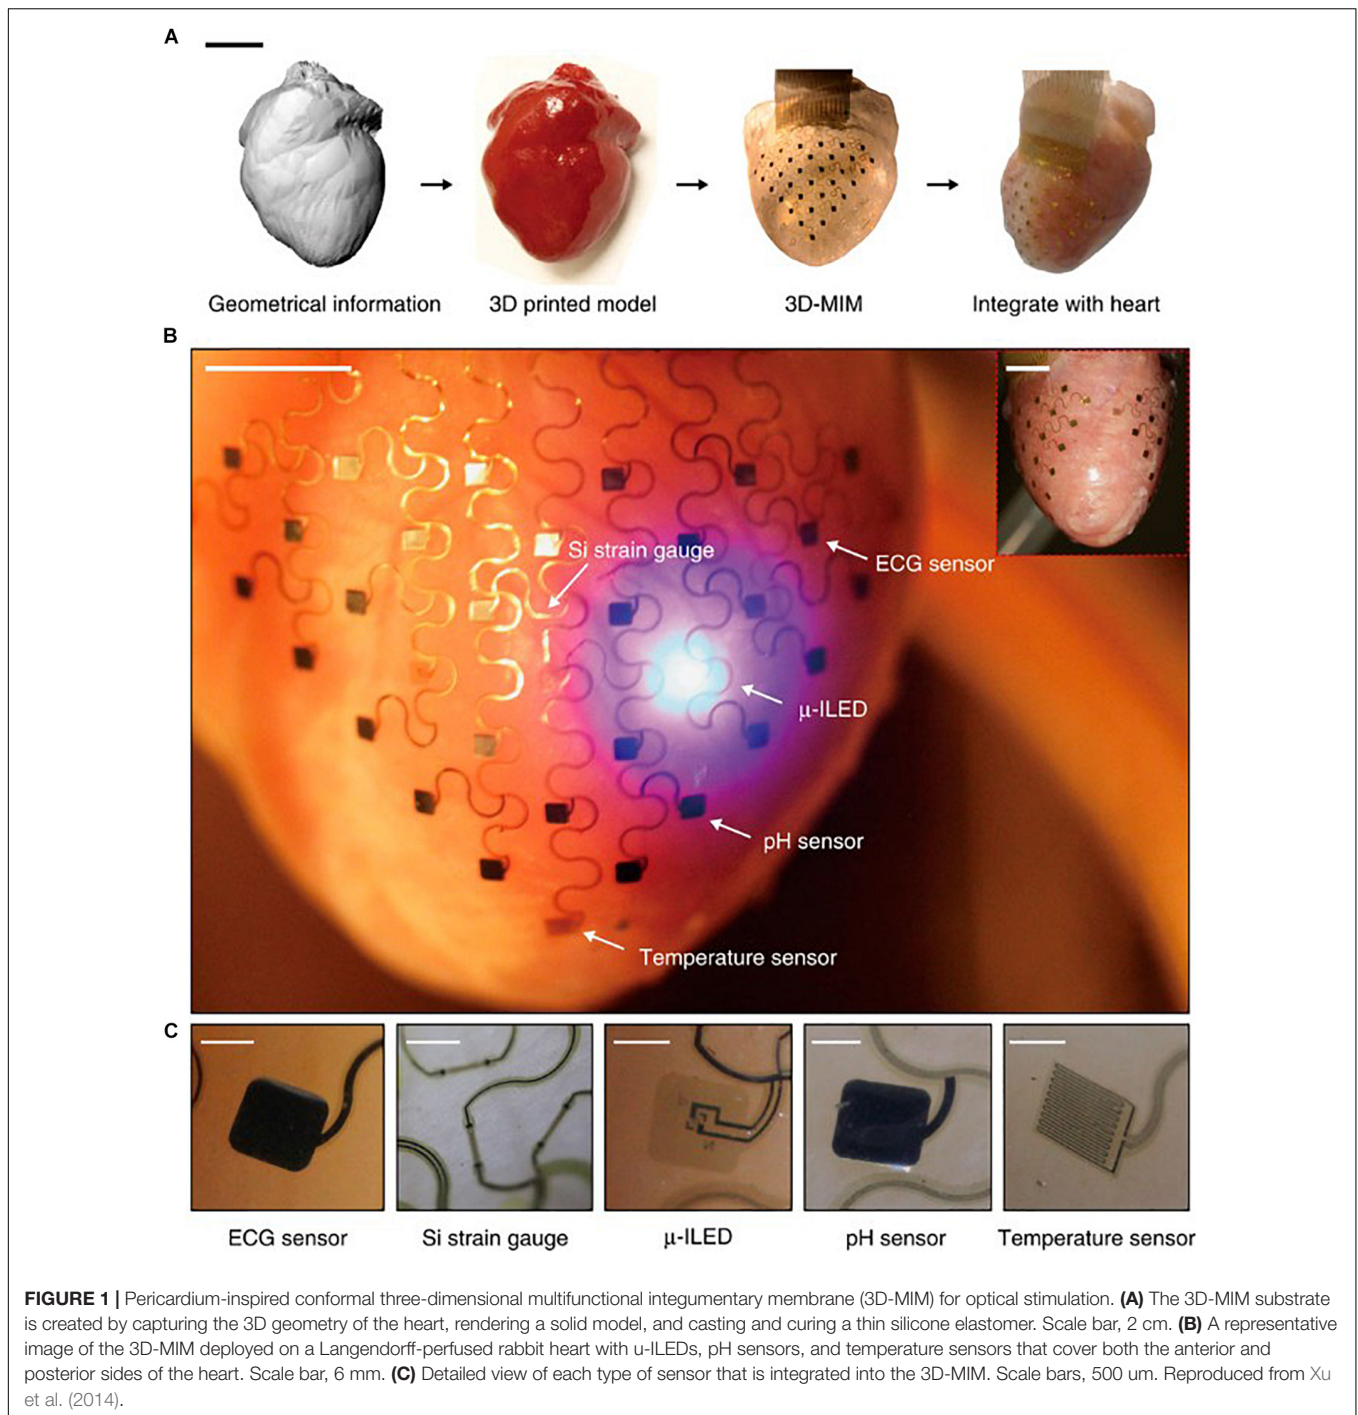 A
Geometrical information
3D printed model
3D-MIM
Integrate with heart
B
Si strain gauge
ECG sensor
μ-ILED
pH sensor
Temperature sensor
C
ECG sensor
Si strain gauge
μ-ILED
pH sensor
Temperature sensor
FIGURE 1 | Pericardium-inspired conformal three-dimensional multifunctional integumentary membrane (3D-MIM) for optical stimulation. (A) The 3D-MIM substrate
is created by capturing the 3D geometry of the heart, rendering a solid model, and casting and curing a thin silicone elastomer. Scale bar, 2 cm. (B) A representative
image of the 3D-MIM deployed on a Langendorff-perfused rabbit heart with u-ILEDs, pH sensors, and temperature sensors that cover both the anterior and
posterior sides of the heart. Scale bar, 6 mm. (C) Detailed view of each type of sensor that is integrated into the 3D-MIM. Scale bars, 500 um. Reproduced from Xu
et al. (2014).